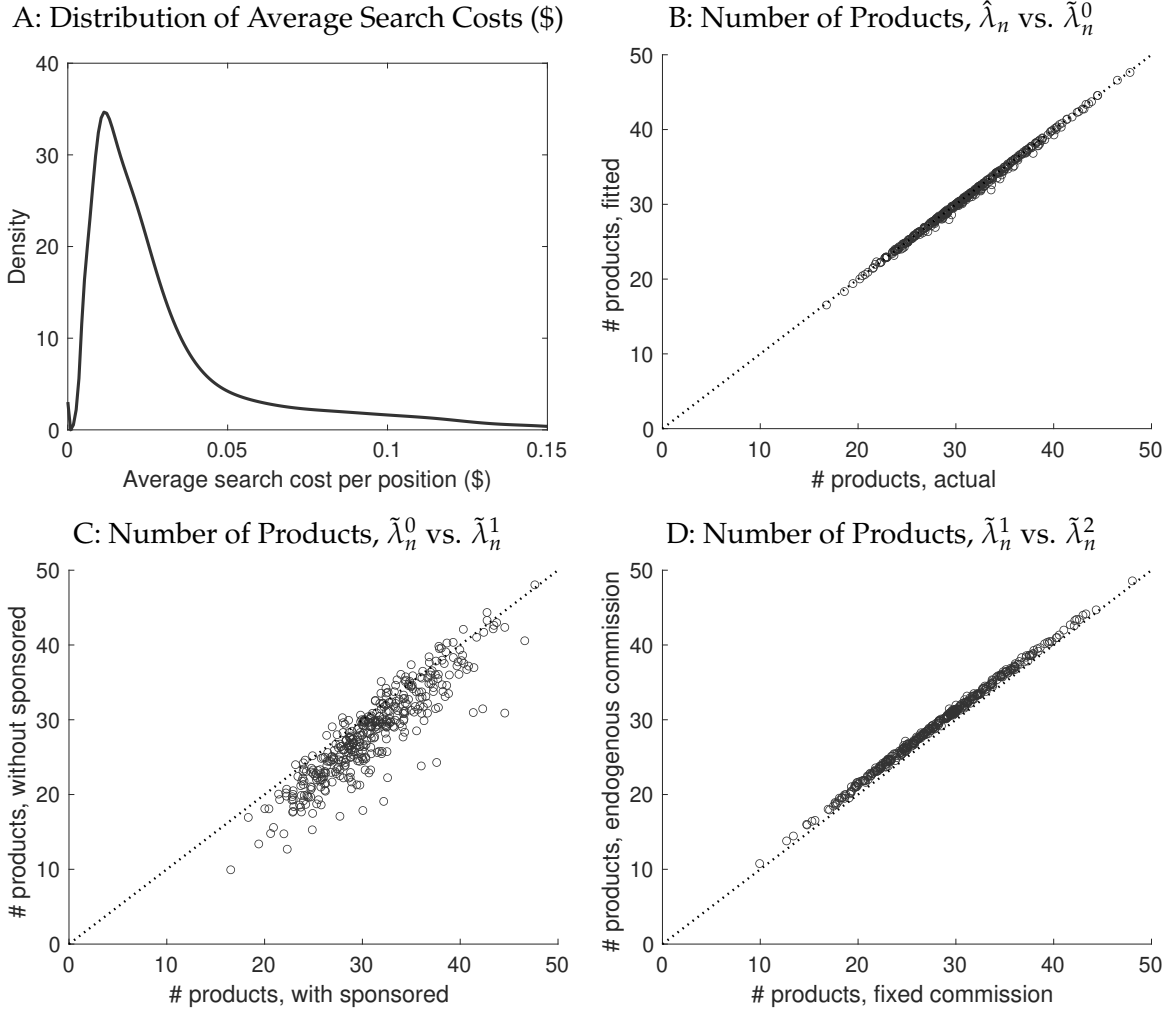 A: Distribution of Average Search Costs ($)
40
30
20
10
0
Density
0 0.05 0.1 0.15
Average search cost per position ($)
B: Number of Products, λ̂ₙ vs. λ̃ₙ⁰
50
40
30
20
10
0
# products, fitted
0 10 20 30 40 50
# products, actual
C: Number of Products, λ̃ₙ⁰ vs. λ̃ₙ¹
50
40
30
20
10
0
# products, without sponsored
0 10 20 30 40 50
# products, with sponsored
D: Number of Products, λ̃ₙ¹ vs. λ̃ₙ²
50
40
30
20
10
0
# products, endogenous commission
0 10 20 30 40 50
# products, fixed commission